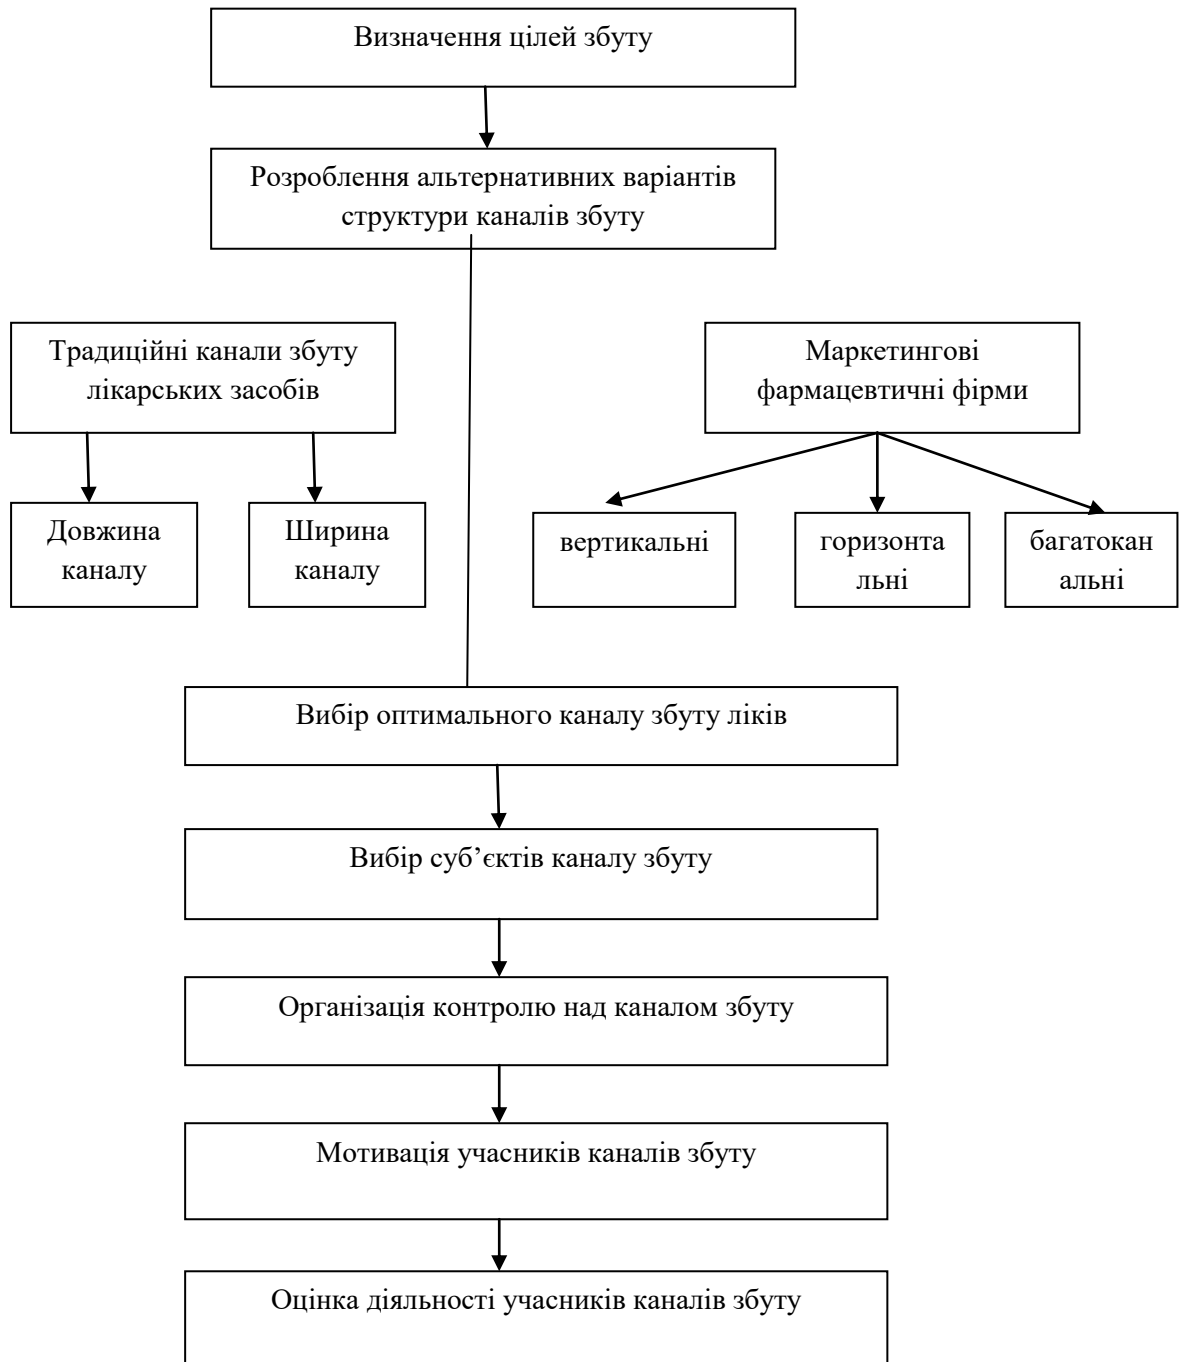 Визначення цілей збуту
Розроблення альтернативних варіантів
структури каналів збуту
Традиційні канали збуту
лікарських засобів
Маркетингові
фармацевтичні фірми
Довжина
каналу
Ширина
каналу
вертикальні
горизонта
льні
багатокан
альні
Вибір оптимального каналу збуту ліків
Вибір суб’єктів каналу збуту
Організація контролю над каналом збуту
Мотивація учасників каналів збуту
Оцінка діяльності учасників каналів збуту